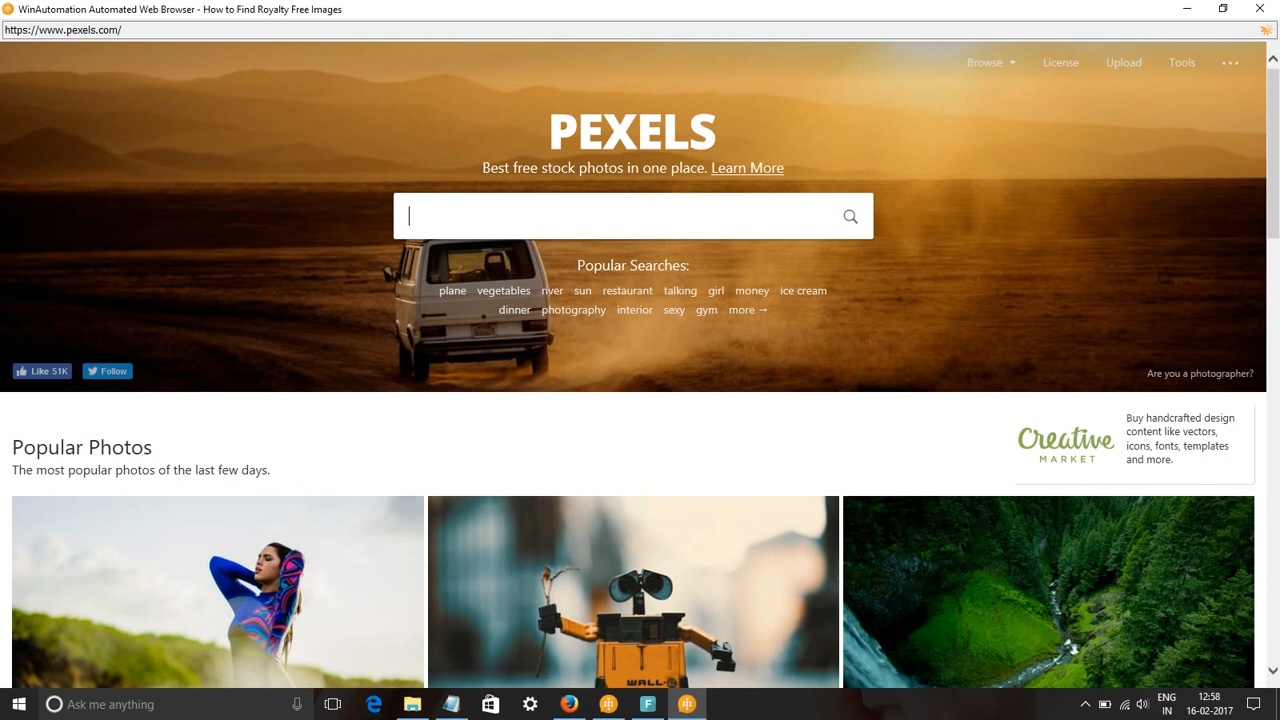 WinAutomation Automated Web Browser - How to Find Royalty Free Images
https://www.pexels.com/
Browse License Upload Tools
PEXELS
Best free stock photos in one place. Learn More
Popular Searches:
plane vegetables river sun restaurant talking girl money ice cream
dinner photography interior sexy gym more →
Like 51K Follow
Are you a photographer?
Popular Photos
The most popular photos of the last few days.
Creative
MARKET
Buy handcrafted design
content like vectors,
icons, fonts, templates
and more.
WALL-E
Ask me anything
ENG
IN
12:58
16-02-2017